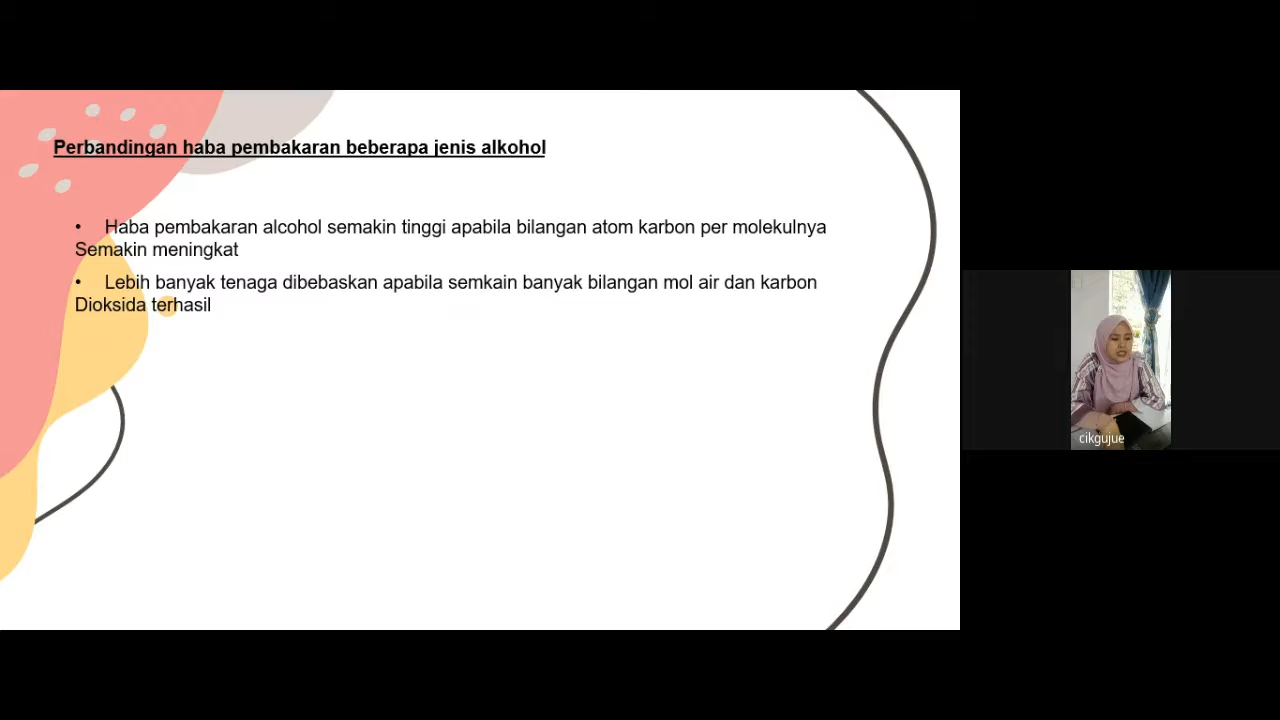 Perbandingan haba pembakaran beberapa jenis alkohol
• Haba pembakaran alcohol semakin tinggi apabila bilangan atom karbon per molekulnya
Semakin meningkat
• Lebih banyak tenaga dibebaskan apabila semkain banyak bilangan mol air dan karbon
Dioksida terhasil
cikgujue